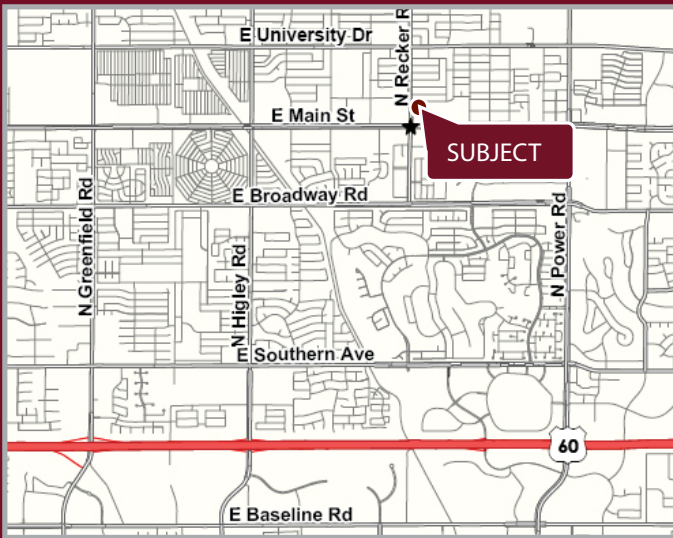 E University Dr
N Recker R
E Main St
SUBJECT
E Broadway Rd
N Greenfield Rd
N Higley Rd
N Power Rd
E Southern Ave
60
E Baseline Rd